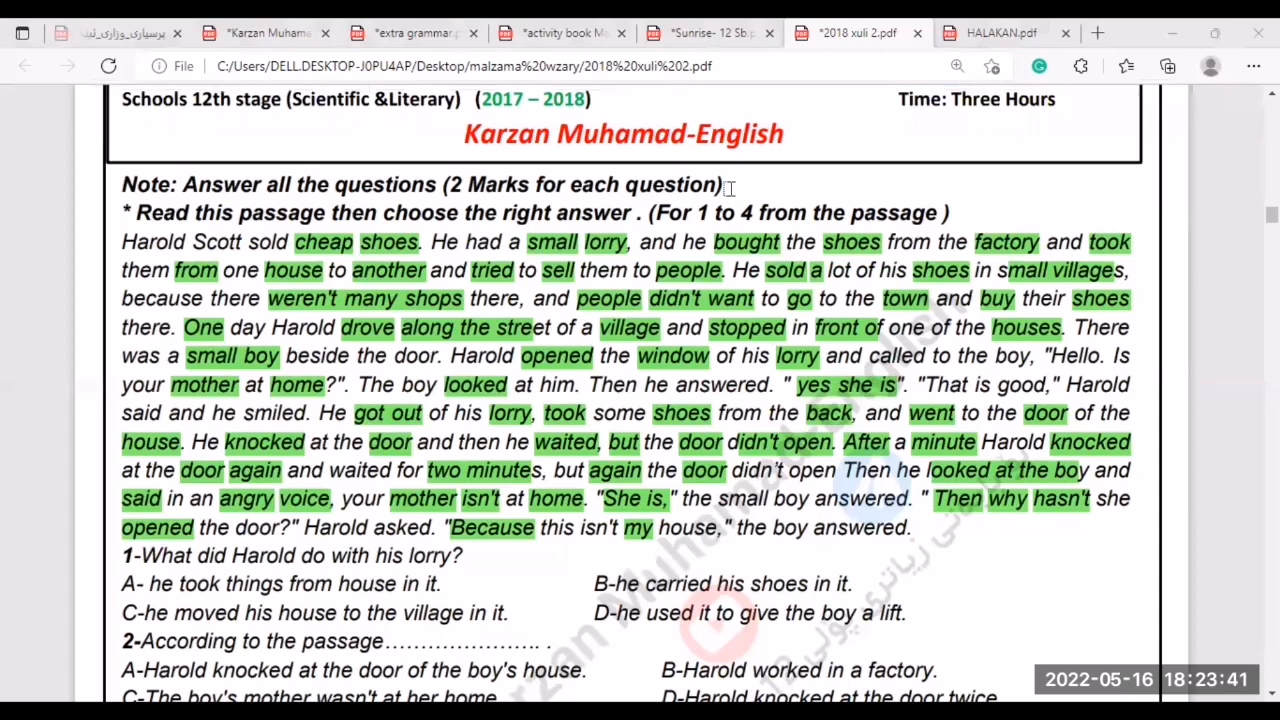 پرسیاری_وزاری_لیک
*Karzan Muhama
*extra grammar.p
*activity book Ma
*Sunrise- 12 Sb.p
*2018 xuli 2.pdf
HALAKAN.pdf
File C:/Users/DELL.DESKTOP-J0PU4AP/Desktop/malzama%20wzary/2018%20xuli%202.pdf
Schools 12th stage (Scientific &Literary) (2017 – 2018) Time: Three Hours
Karzan Muhamad-English
Note: Answer all the questions (2 Marks for each question)
* Read this passage then choose the right answer . (For 1 to 4 from the passage )
Harold Scott sold cheap shoes. He had a small lorry, and he bought the shoes from the factory and took
them from one house to another and tried to sell them to people. He sold a lot of his shoes in small villages,
because there weren't many shops there, and people didn't want to go to the town and buy their shoes
there. One day Harold drove along the street of a village and stopped in front of one of the houses. There
was a small boy beside the door. Harold opened the window of his lorry and called to the boy, "Hello. Is
your mother at home?". The boy looked at him. Then he answered. " yes she is". "That is good," Harold
said and he smiled. He got out of his lorry, took some shoes from the back, and went to the door of the
house. He knocked at the door and then he waited, but the door didn't open. After a minute Harold knocked
at the door again and waited for two minutes, but again the door didn't open Then he looked at the boy and
said in an angry voice, your mother isn't at home. "She is," the small boy answered. " Then why hasn't she
opened the door?" Harold asked. "Because this isn't my house," the boy answered.
1-What did Harold do with his lorry?
A- he took things from house in it. B-he carried his shoes in it.
C-he moved his house to the village in it. D-he used it to give the boy a lift.
2-According to the passage………………….. .
A-Harold knocked at the door of the boy's house. B-Harold worked in a factory.
C-The boy's mother wasn't at her home D-Harold knocked at the door twice
2022-05-16 18:23:41